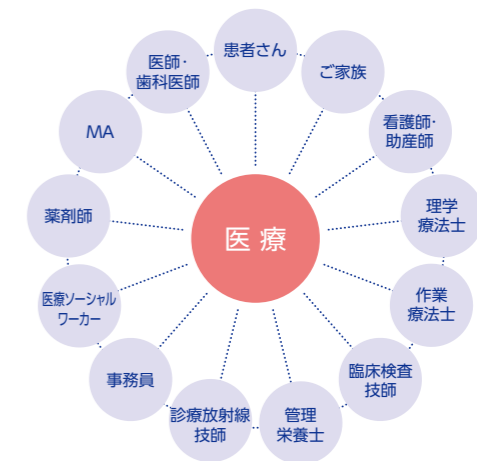 患者さん
ご家族
看護師・
助産師
理学
療法士
作業
療法士
臨床検査
技師
管理
栄養士
診療放射線
技師
事務員
医療ソーシャル
ワーカー
薬剤師
MA
医師・
歯科医師
医療